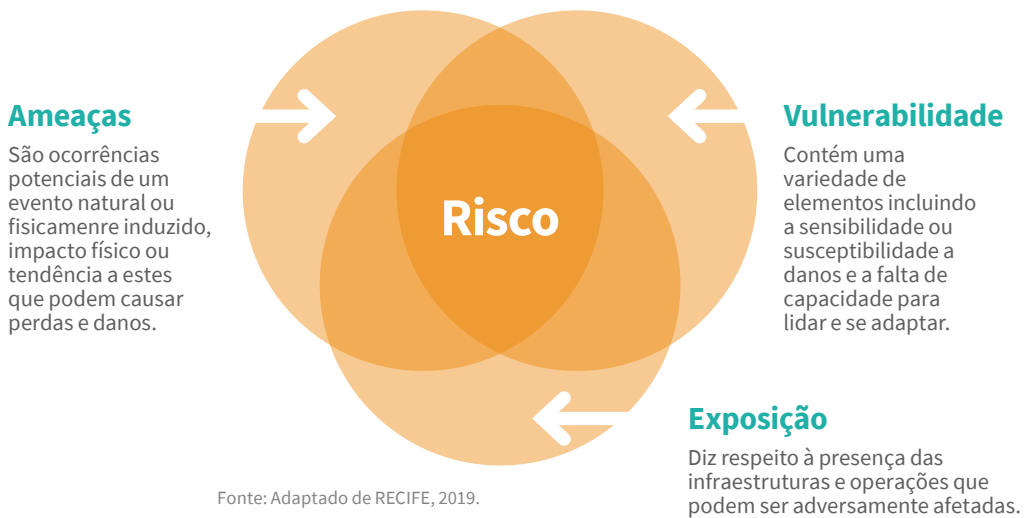 Ameaças
São ocorrências
potenciais de um
evento natural ou
fisicamenre induzido,
impacto físico ou
tendência a estes
que podem causar
perdas e danos.
Risco
Vulnerabilidade
Contém uma
variedade de
elementos incluindo
a sensibilidade ou
susceptibilidade a
danos e a falta de
capacidade para
lidar e se adaptar.
Exposição
Diz respeito à presença das
infraestruturas e operações que
podem ser adversamente afetadas.
Fonte: Adaptado de RECIFE, 2019.